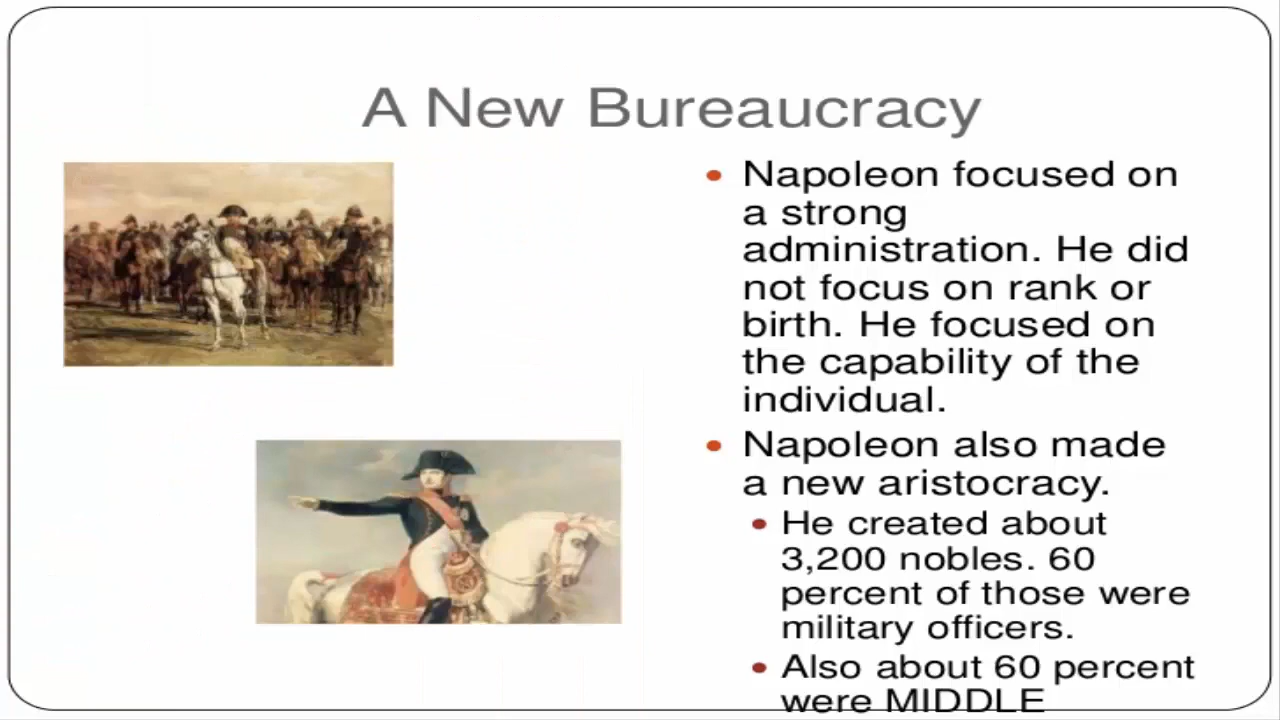 A New Bureaucracy
• Napoleon focused on
a strong
administration. He did
not focus on rank or
birth. He focused on
the capability of the
individual.
• Napoleon also made
a new aristocracy.
• He created about
3,200 nobles. 60
percent of those were
military officers.
• Also about 60 percent
were MIDDLE